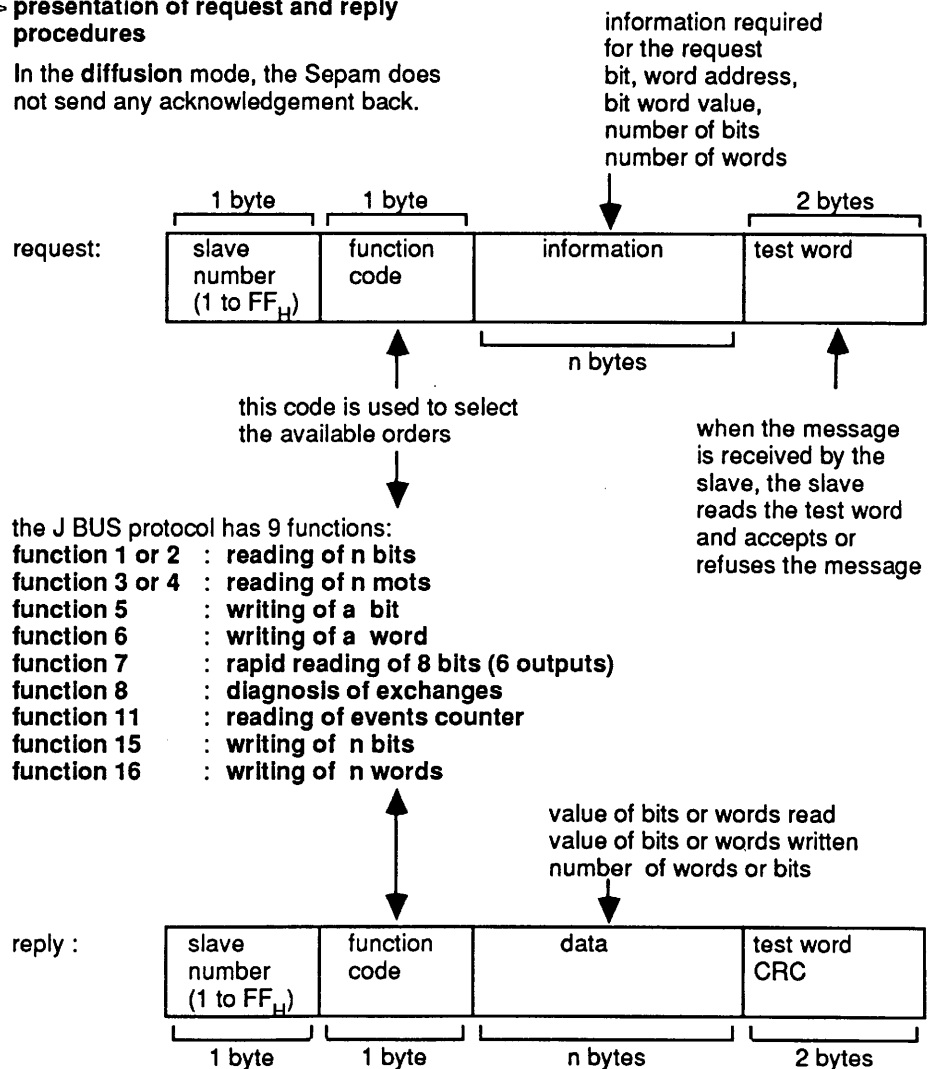 > presentation of request and reply
procedures
In the diffusion mode, the Sepam does
not send any acknowledgement back.
information required
for the request
bit, word address,
bit word value,
number of bits
number of words
1 byte 1 byte 2 bytes
request: slave function information test word
number code
(1 to FFH)
n bytes
this code is used to select
the available orders
when the message
is received by the
slave, the slave
reads the test word
and accepts or
refuses the message
the J BUS protocol has 9 functions:
function 1 or 2 : reading of n bits
function 3 or 4 : reading of n mots
function 5 : writing of a bit
function 6 : writing of a word
function 7 : rapid reading of 8 bits (6 outputs)
function 8 : diagnosis of exchanges
function 11 : reading of events counter
function 15 : writing of n bits
function 16 : writing of n words
value of bits or words read
value of bits or words written
number of words or bits
reply : slave function data test word
number code CRC
(1 to FFH)
1 byte 1 byte n bytes 2 bytes